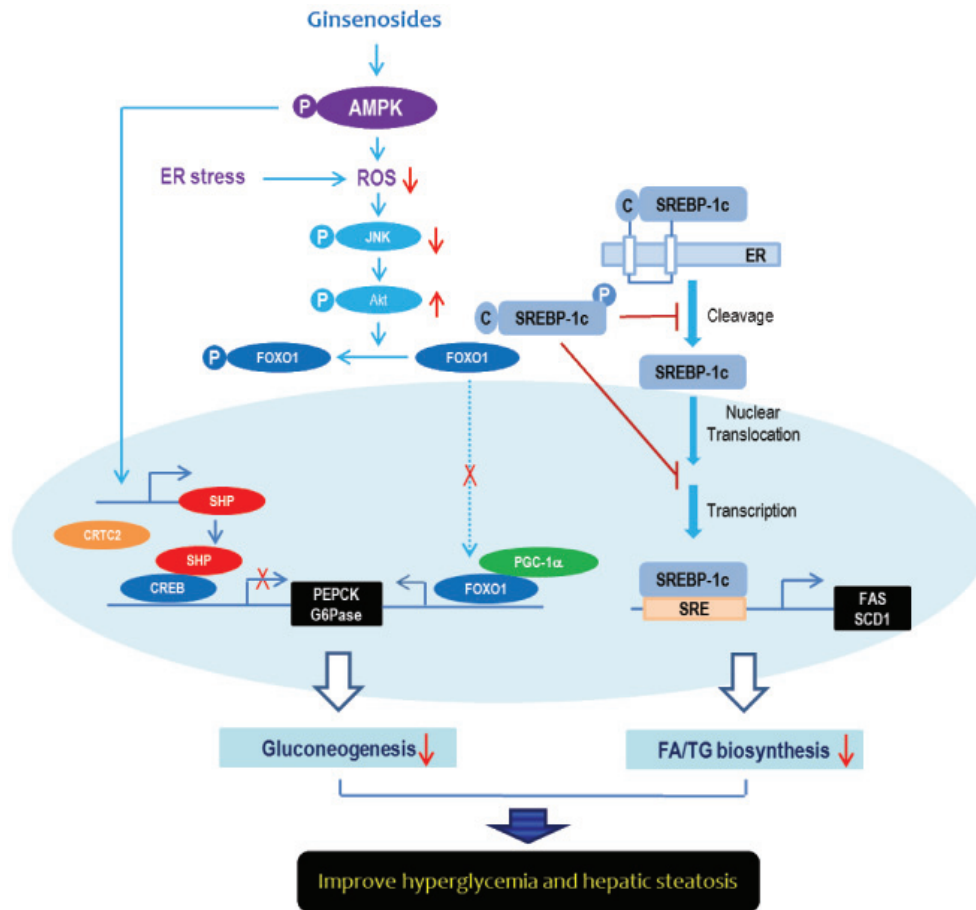 Ginsenosides
P
AMPK
ER stress
ROS
P
JNK
P
Akt
P
FOXO1
FOXO1
C
SREBP-1c
ER
P
C
SREBP-1c
Cleavage
SREBP-1c
Nuclear
Translocation
Transcription
SHP
CRTC2
SHP
CREB
PEPCK
G6Pase
PGC-1α
FOXO1
SREBP-1c
SRE
FAS
SCD1
Gluconeogenesis
FA/TG biosynthesis
Improve hyperglycemia and hepatic steatosis